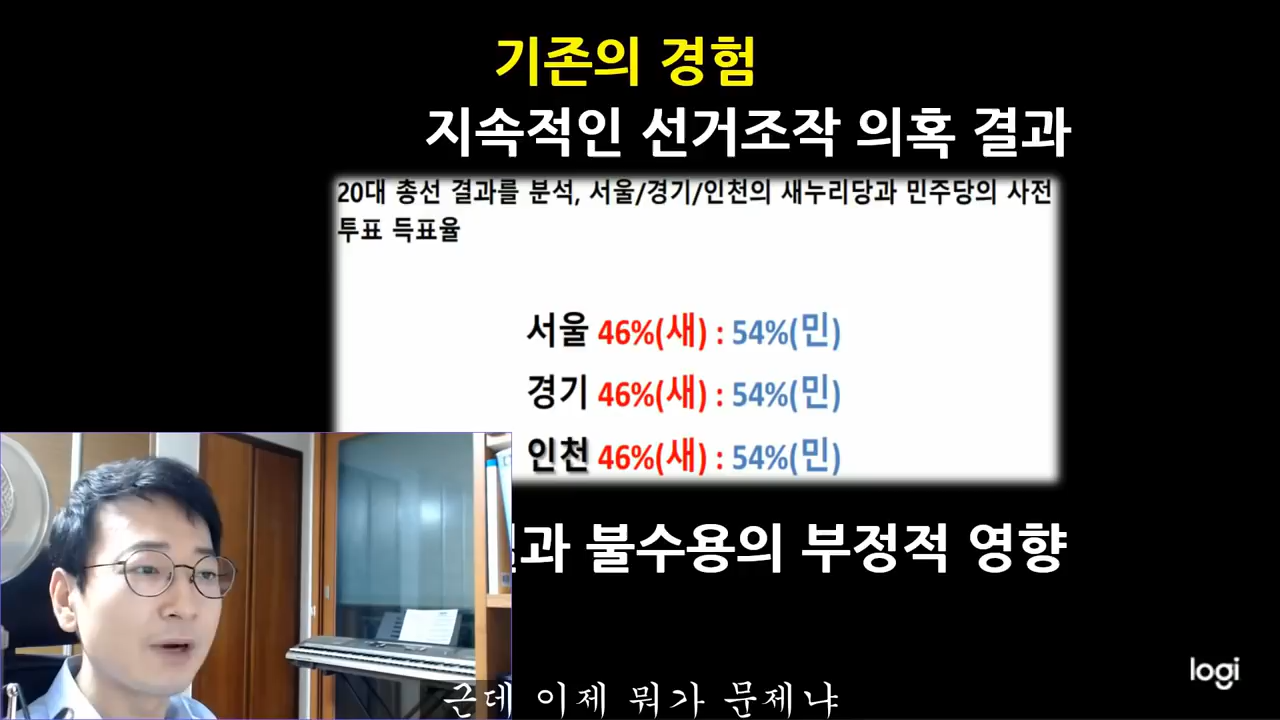 기존의 경험
지속적인 선거조작 의혹 결과
20대 총선 결과를 분석, 서울/경기/인천의 새누리당과 민주당의 사전
투표 득표율
서울 46%(새) : 54%(민)
경기 46%(새) : 54%(민)
인천 46%(새) : 54%(민)
불수용의 부정적 영향
logi
근데 이제 뭐가 문제냐